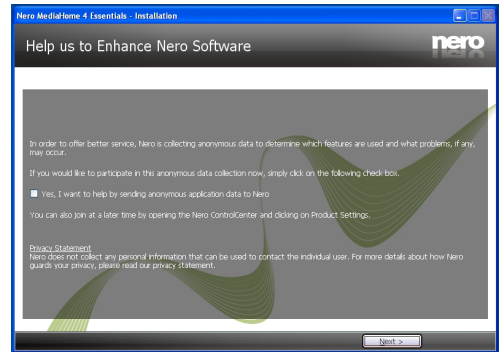 Nero MediaHome 4 Essentials - Installation
Help us to Enhance Nero Software
nero
In order to offer better service, Nero is collecting anonymous data to determine which features are used and what problems, if any,
may occur.
If you would like to participate in this anonymous data collection now, simply click on the following check box.
Yes, I want to help by sending anonymous application data to Nero
You can also join at a later time by opening the Nero ControlCenter and clicking on Product Settings.
Privacy Statement
Nero does not collect any personal information that can be used to contact the individual user. For more details about how Nero
guards your privacy, please read our privacy statement.
Next >